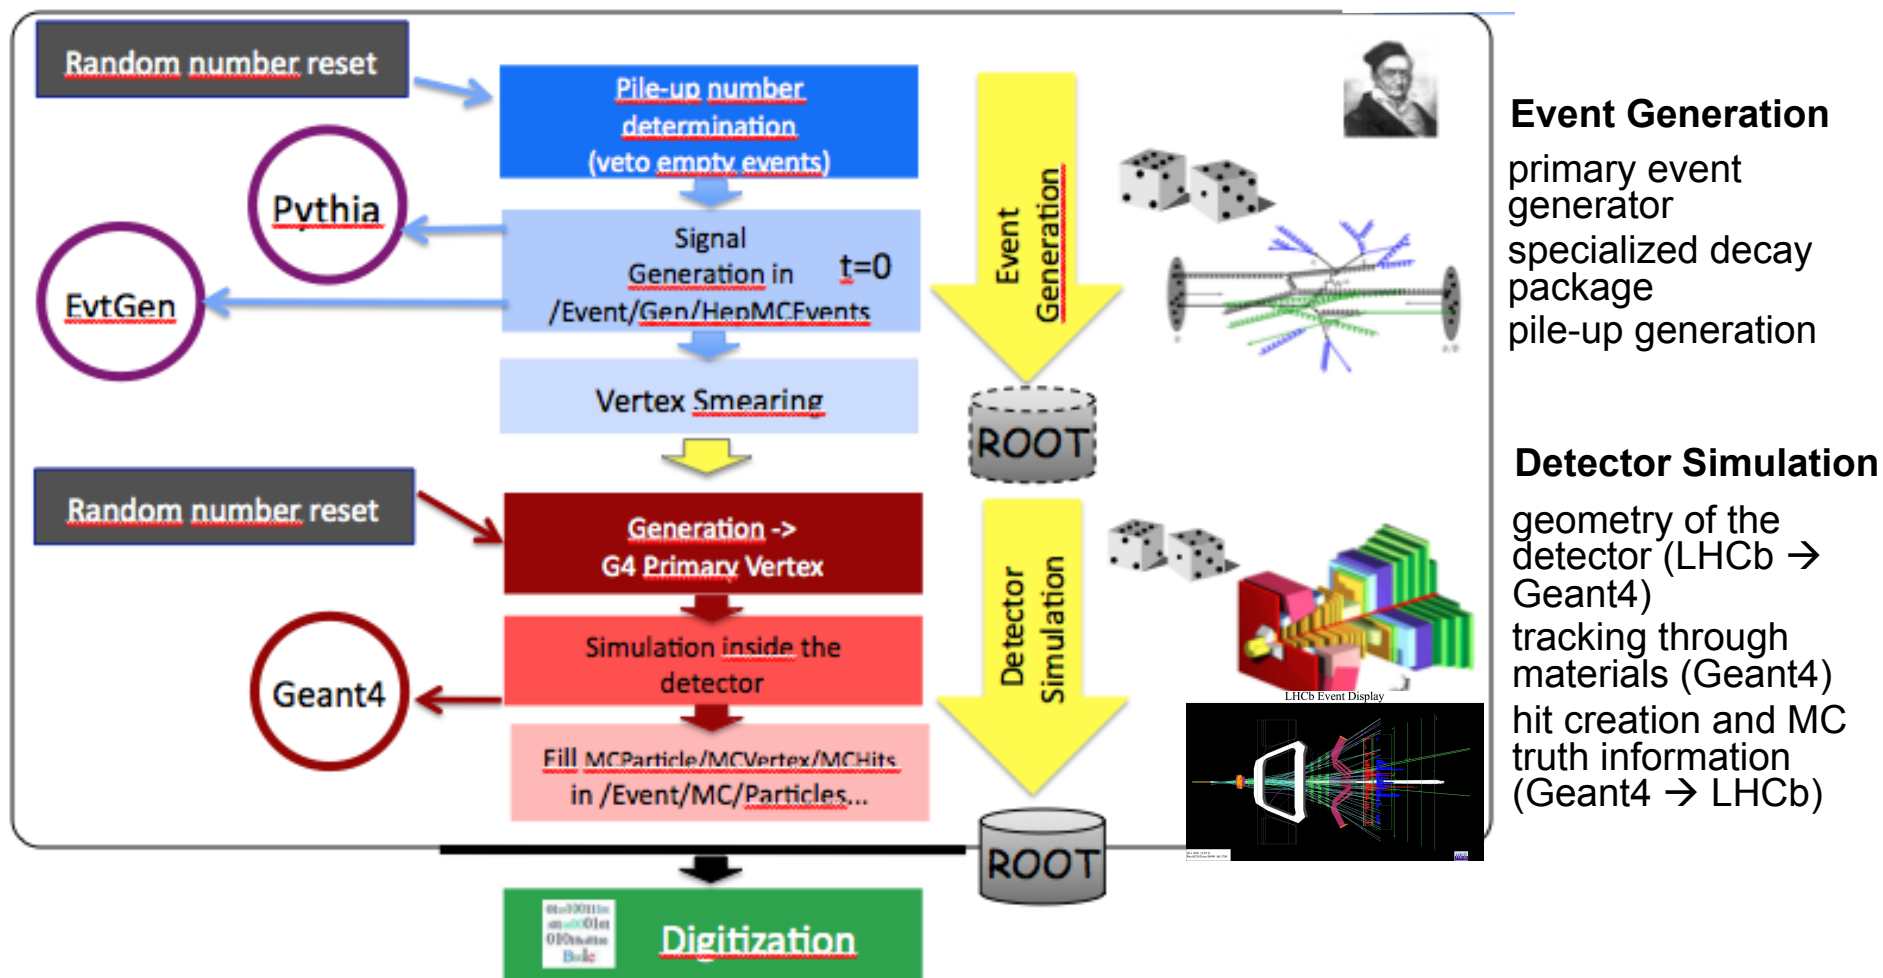 Random number reset
Pile-up number
determination
(veto empty events)
Pythia
EvtGen
Signal
Generation in
t=0
/Event/Gen/HepMCEvents
Vertex Smearing
Event
Generation
ROOT
Random number reset
Generation ->
G4 Primary Vertex
Simulation inside the
detector
Geant4
Fill MCParticle/MCVertex/MCHits
in /Event/MC/Particles...
Detector
Simulation
ROOT
LHCb Event Display
Digitization
Event Generation
primary event
generator
specialized decay
package
pile-up generation
Detector Simulation
geometry of the
detector (LHCb →
Geant4)
tracking through
materials (Geant4)
hit creation and MC
truth information
(Geant4 → LHCb)